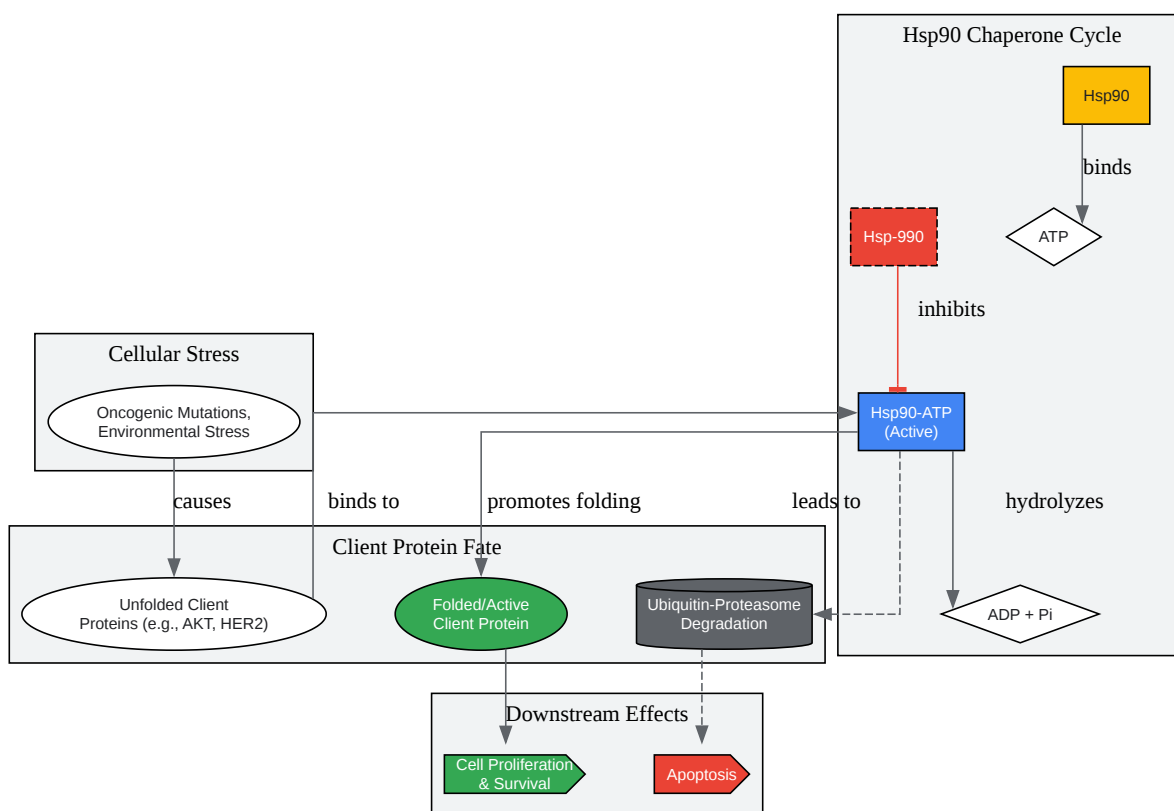 Hsp90 Chaperone Cycle
Hsp90
binds
ATP
Hsp-990
inhibits
Cellular Stress
Oncogenic Mutations,
Environmental Stress
Hsp90-ATP
(Active)
causes
binds to
promotes folding
leads to
hydrolyzes
Client Protein Fate
Unfolded Client
Proteins (e.g., AKT, HER2)
Folded/Active
Client Protein
Ubiquitin-Proteasome
Degradation
ADP + Pi
Downstream Effects
Cell Proliferation
& Survival
Apoptosis